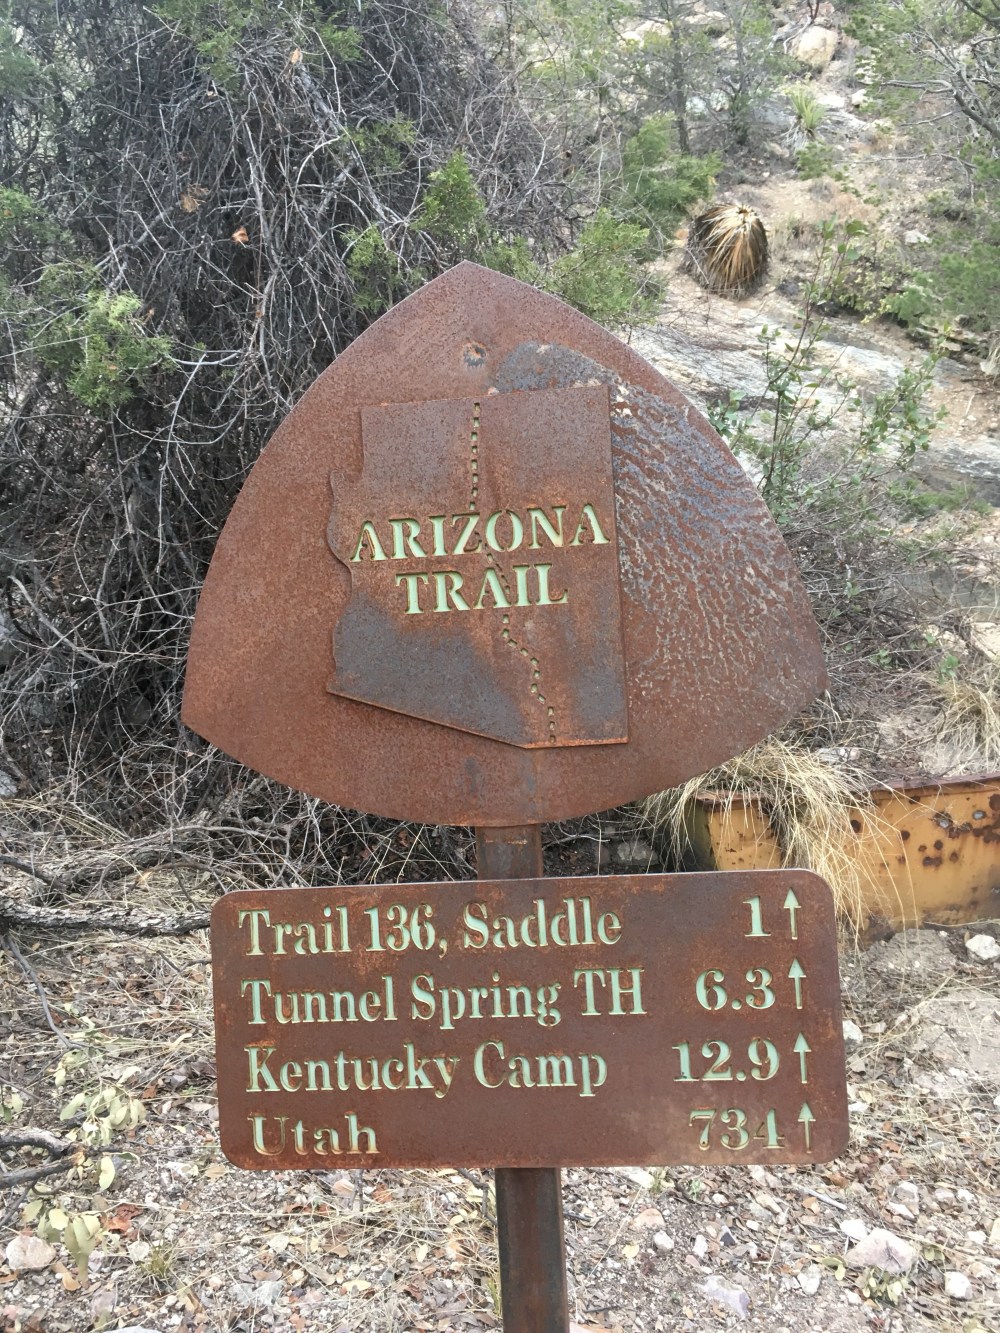 ARIZONA
TRAIL
Trail 136, Saddle 1 ↑
Tunnel Spring TH 6.3 ↑
Kentucky Camp 12.9 ↑
Utah 734 ↑